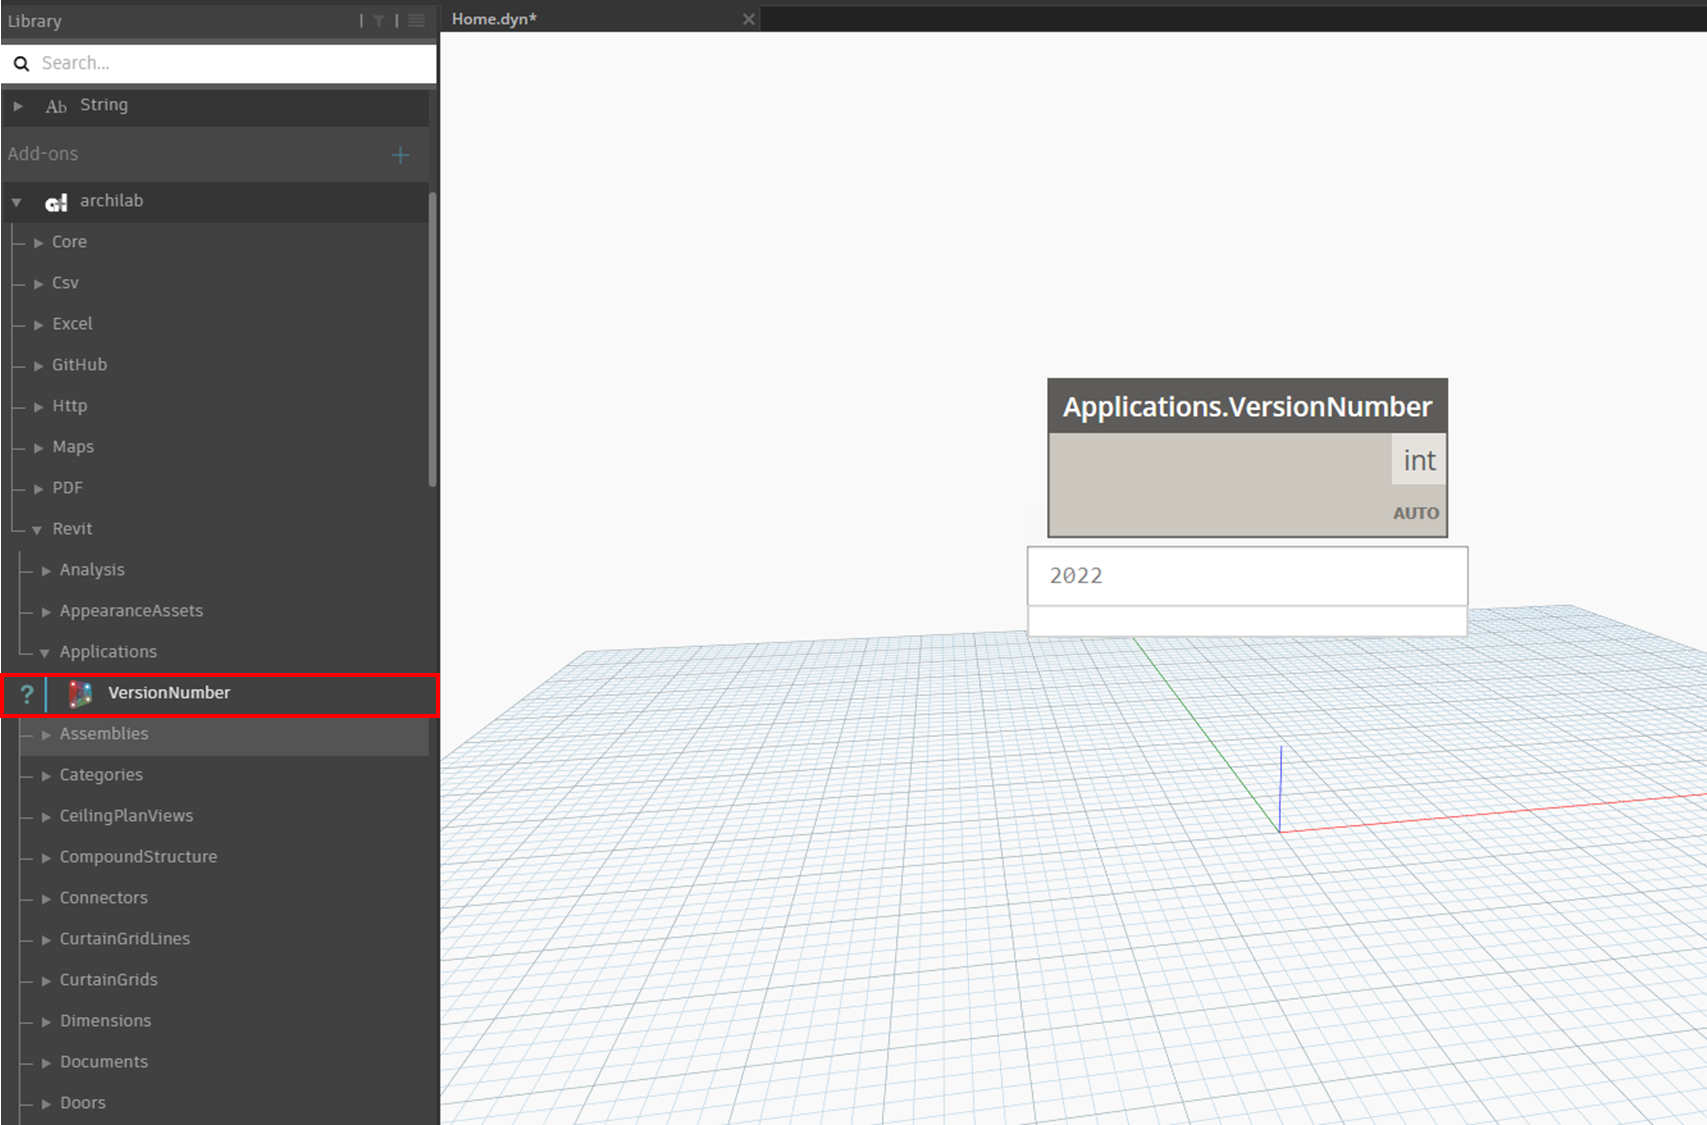 Library
Search...
Ab String
Add-ons
al archilab
Core
Csv
Excel
GitHub
Http
Maps
PDF
Revit
Analysis
AppearanceAssets
Applications
? VersionNumber
Assemblies
Categories
CeilingPlanViews
CompoundStructure
Connectors
CurtainGridLines
CurtainGrids
Dimensions
Documents
Doors
Home.dyn*
Applications.VersionNumber
int
AUTO
2022